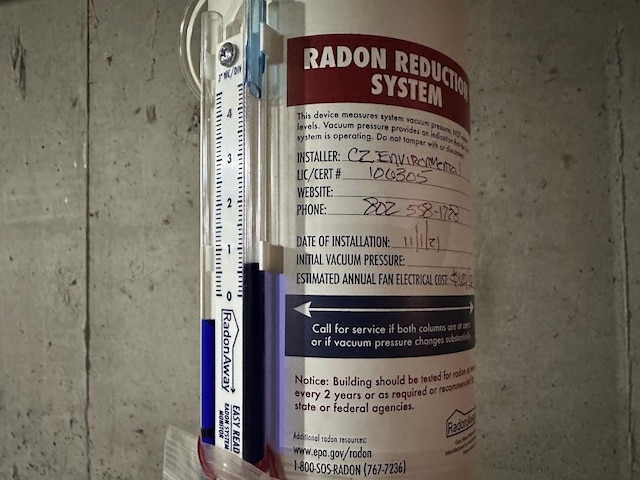 RADON REDUCTION
SYSTEM
This device measures system vacuum pressure, NOT
levels. Vacuum pressure provides an indication that
system is operating. Do not tamper with or
INSTALLER: CZ Environmental
LIC/CERT # 106305
WEBSITE:
PHONE: 802-558-1778
DATE OF INSTALLATION: 11/1/21
INITIAL VACUUM PRESSURE:
ESTIMATED ANNUAL FAN ELECTRICAL COST:
Call for service if both columns are at zero
or if vacuum pressure changes substantially.
Notice: Building should be tested for radon at
every 2 years or as required or recommended
state or federal agencies.
Additional radon resources:
www.epa.gov/radon
1-800-SOS-RADON (767-7236)
4
3
2
1
0
RadonAway
EASY READ
RADON SYSTEM
MONITOR